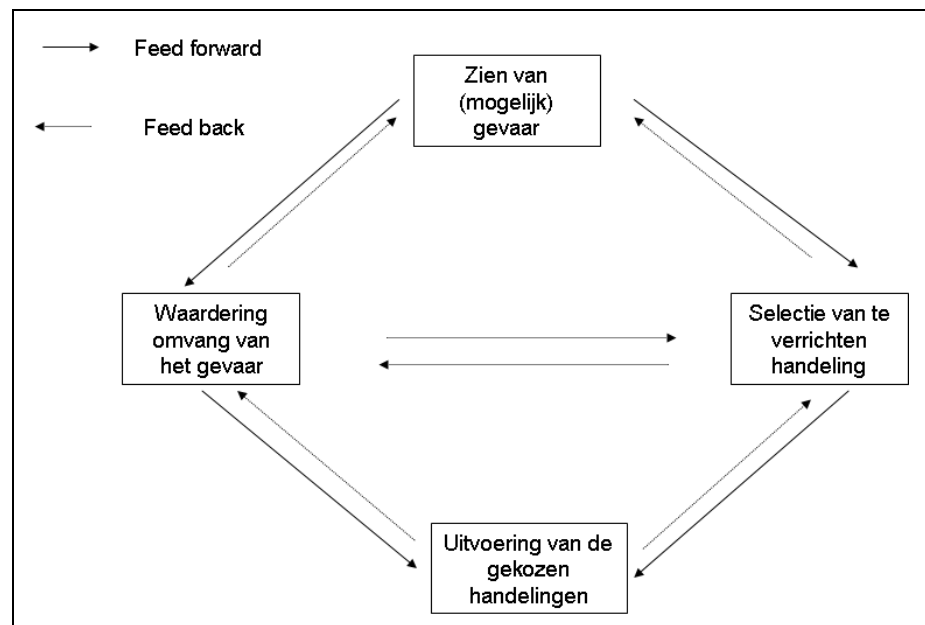 Feed forward
Feed back
Zien van
(mogelijk)
gevaar
Waardering
omvang van
het gevaar
Selectie van te
verrichten
handeling
Uitvoering van de
gekozen
handelingen